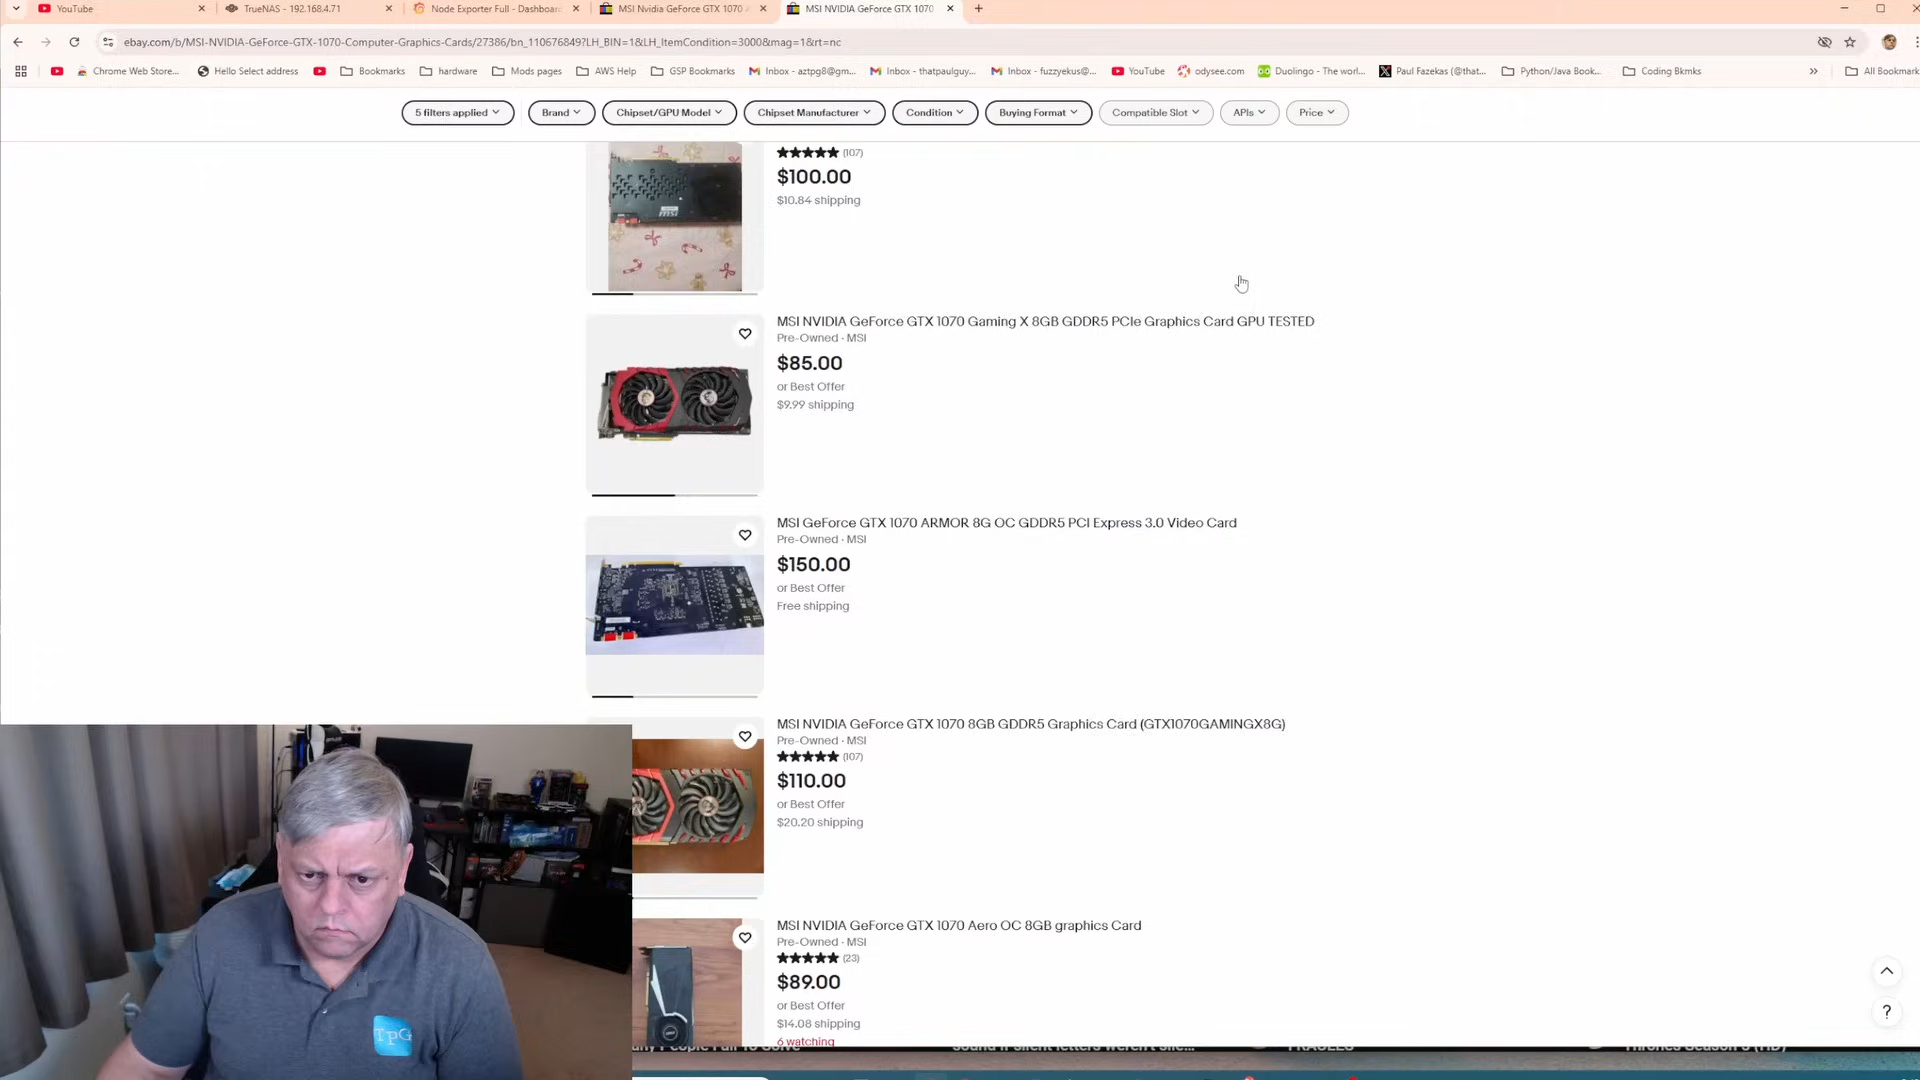 YouTube
TrueNAS - 192.168.4.71
Node Exporter Full - Dashboar
MSI Nvidia GeForce GTX 1070
MSI NVIDIA GeForce GTX 1070
ebay.com/b/MSI-NVIDIA-GeForce-GTX-1070-Computer-Graphics-Cards/27386/bn_110676849?LH_BIN=1&LH_ItemCondition=3000&mag=1&rt=nc
Chrome Web Store...
Hello Select address
Bookmarks
hardware
Mods pages
AWS Help
GSP Bookmarks
Inbox - aztpg8@gm...
Inbox - thatpaulguy...
Inbox - fuzzyekus@...
YouTube
odysee.com
Duolingo - The worl...
Paul Fazekas (@that...
Python/Java Book...
Coding Bkmks
All Bookmark
5 filters applied
Brand
Chipset/GPU Model
Chipset Manufacturer
Condition
Buying Format
Compatible Slot
APIs
Price
(107)
$100.00
$10.84 shipping
MSI NVIDIA GeForce GTX 1070 Gaming X 8GB GDDR5 PCIe Graphics Card GPU TESTED
Pre-Owned · MSI
$85.00
or Best Offer
$9.99 shipping
MSI GeForce GTX 1070 ARMOR 8G OC GDDR5 PCI Express 3.0 Video Card
Pre-Owned · MSI
$150.00
or Best Offer
Free shipping
MSI NVIDIA GeForce GTX 1070 8GB GDDR5 Graphics Card (GTX1070GAMINGX8G)
Pre-Owned · MSI
(107)
$110.00
or Best Offer
$20.20 shipping
MSI NVIDIA GeForce GTX 1070 Aero OC 8GB graphics Card
Pre-Owned · MSI
(23)
$89.00
or Best Offer
$14.08 shipping
6 watching
?
TPG